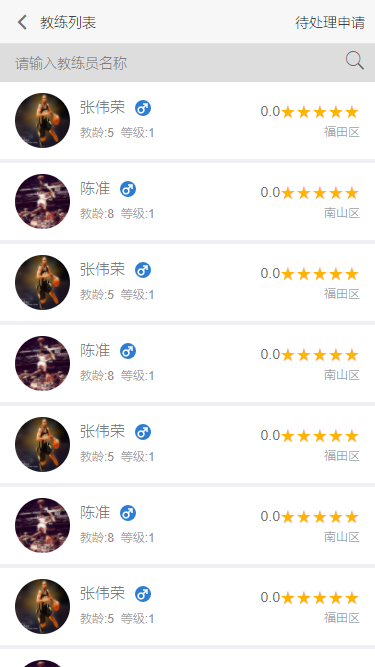 教练列表 待处理申请
请输入教练员名称
张伟荣 0.0
教龄:5 等级:1 福田区
陈准 0.0
教龄:8 等级:1 南山区
张伟荣 0.0
教龄:5 等级:1 福田区
陈准 0.0
教龄:8 等级:1 南山区
张伟荣 0.0
教龄:5 等级:1 福田区
陈准 0.0
教龄:8 等级:1 南山区
张伟荣 0.0
教龄:5 等级:1 福田区